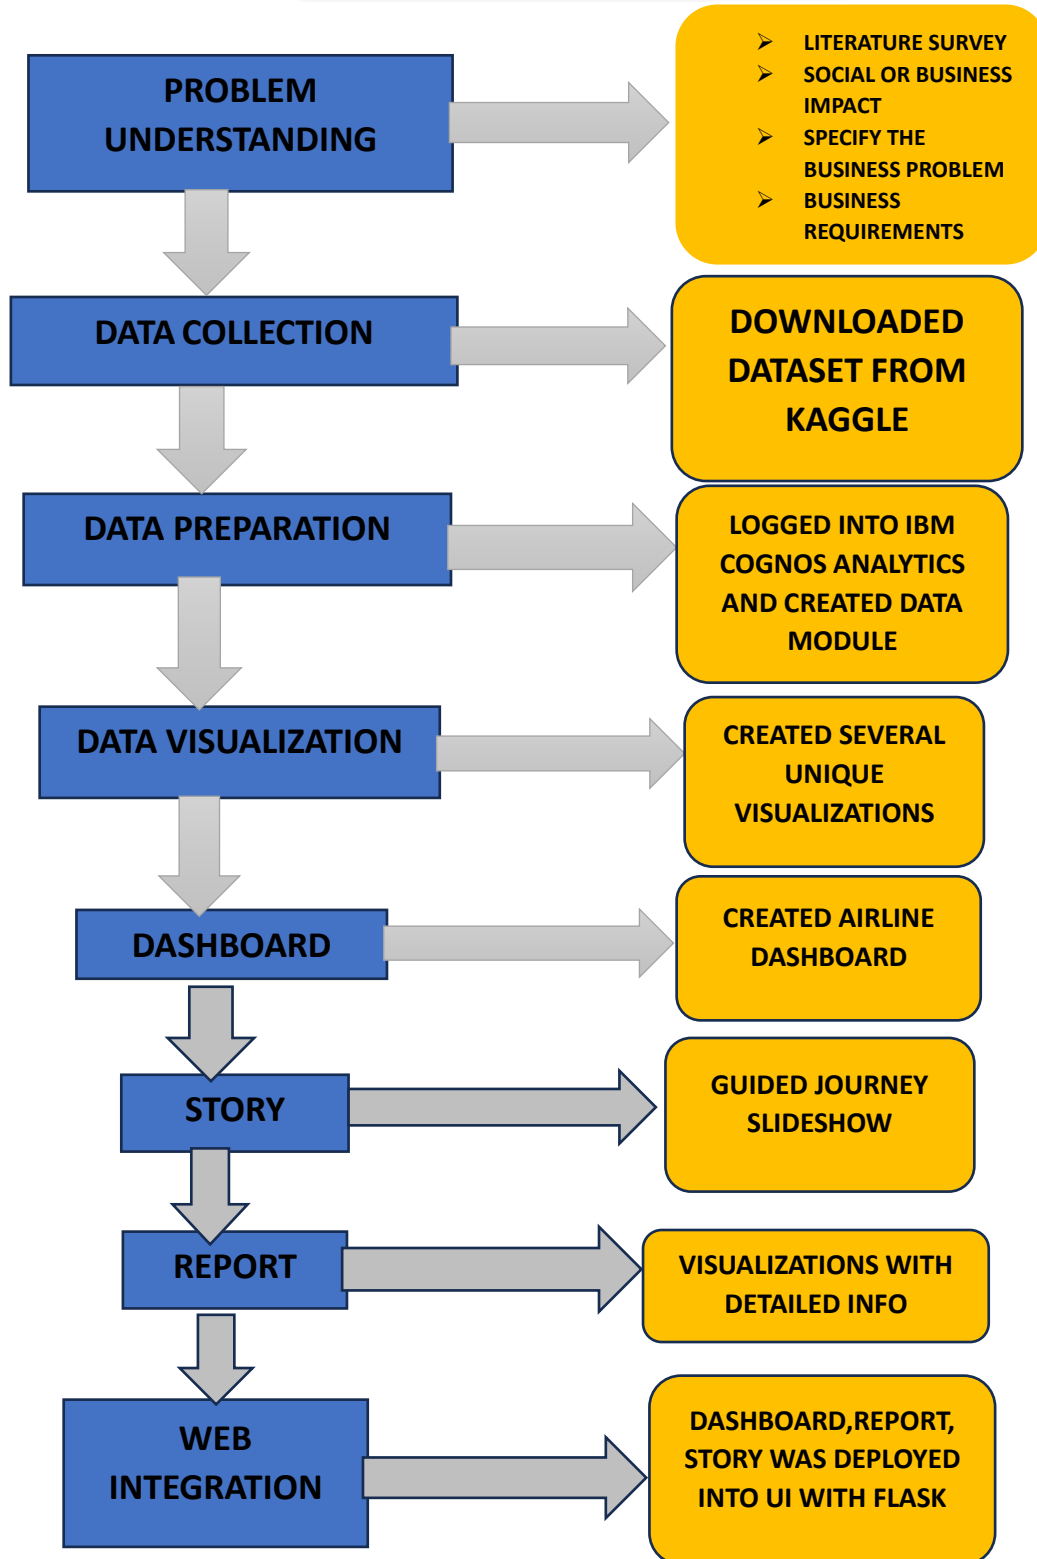 PROBLEM
UNDERSTANDING
➢ LITERATURE SURVEY
➢ SOCIAL OR BUSINESS
IMPACT
➢ SPECIFY THE
BUSINESS PROBLEM
➢ BUSINESS
REQUIREMENTS
DATA COLLECTION
DOWNLOADED
DATASET FROM
KAGGLE
DATA PREPARATION
LOGGED INTO IBM
COGNOS ANALYTICS
AND CREATED DATA
MODULE
DATA VISUALIZATION
CREATED SEVERAL
UNIQUE
VISUALIZATIONS
DASHBOARD
CREATED AIRLINE
DASHBOARD
STORY
GUIDED JOURNEY
SLIDESHOW
REPORT
VISUALIZATIONS WITH
DETAILED INFO
WEB
INTEGRATION
DASHBOARD,REPORT,
STORY WAS DEPLOYED
INTO UI WITH FLASK